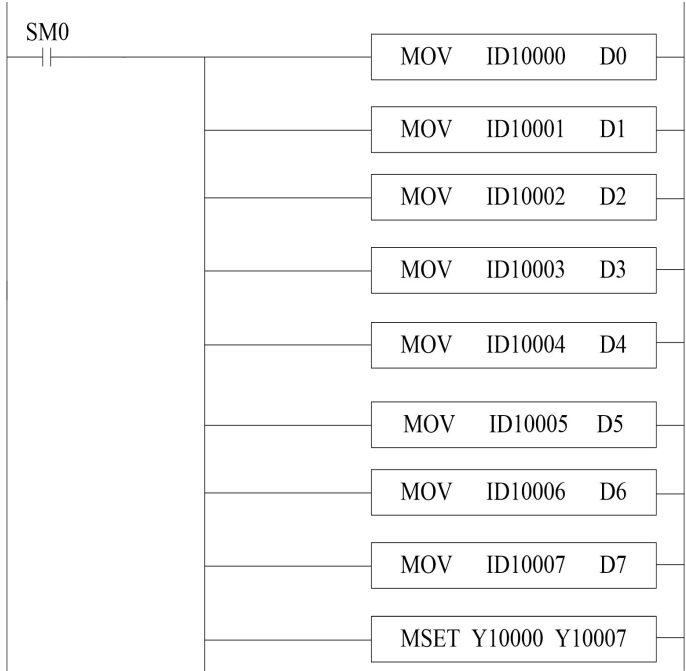 SM0
MOV ID10000 D0
MOV ID10001 D1
MOV ID10002 D2
MOV ID10003 D3
MOV ID10004 D4
MOV ID10005 D5
MOV ID10006 D6
MOV ID10007 D7
MSET Y10000 Y10007